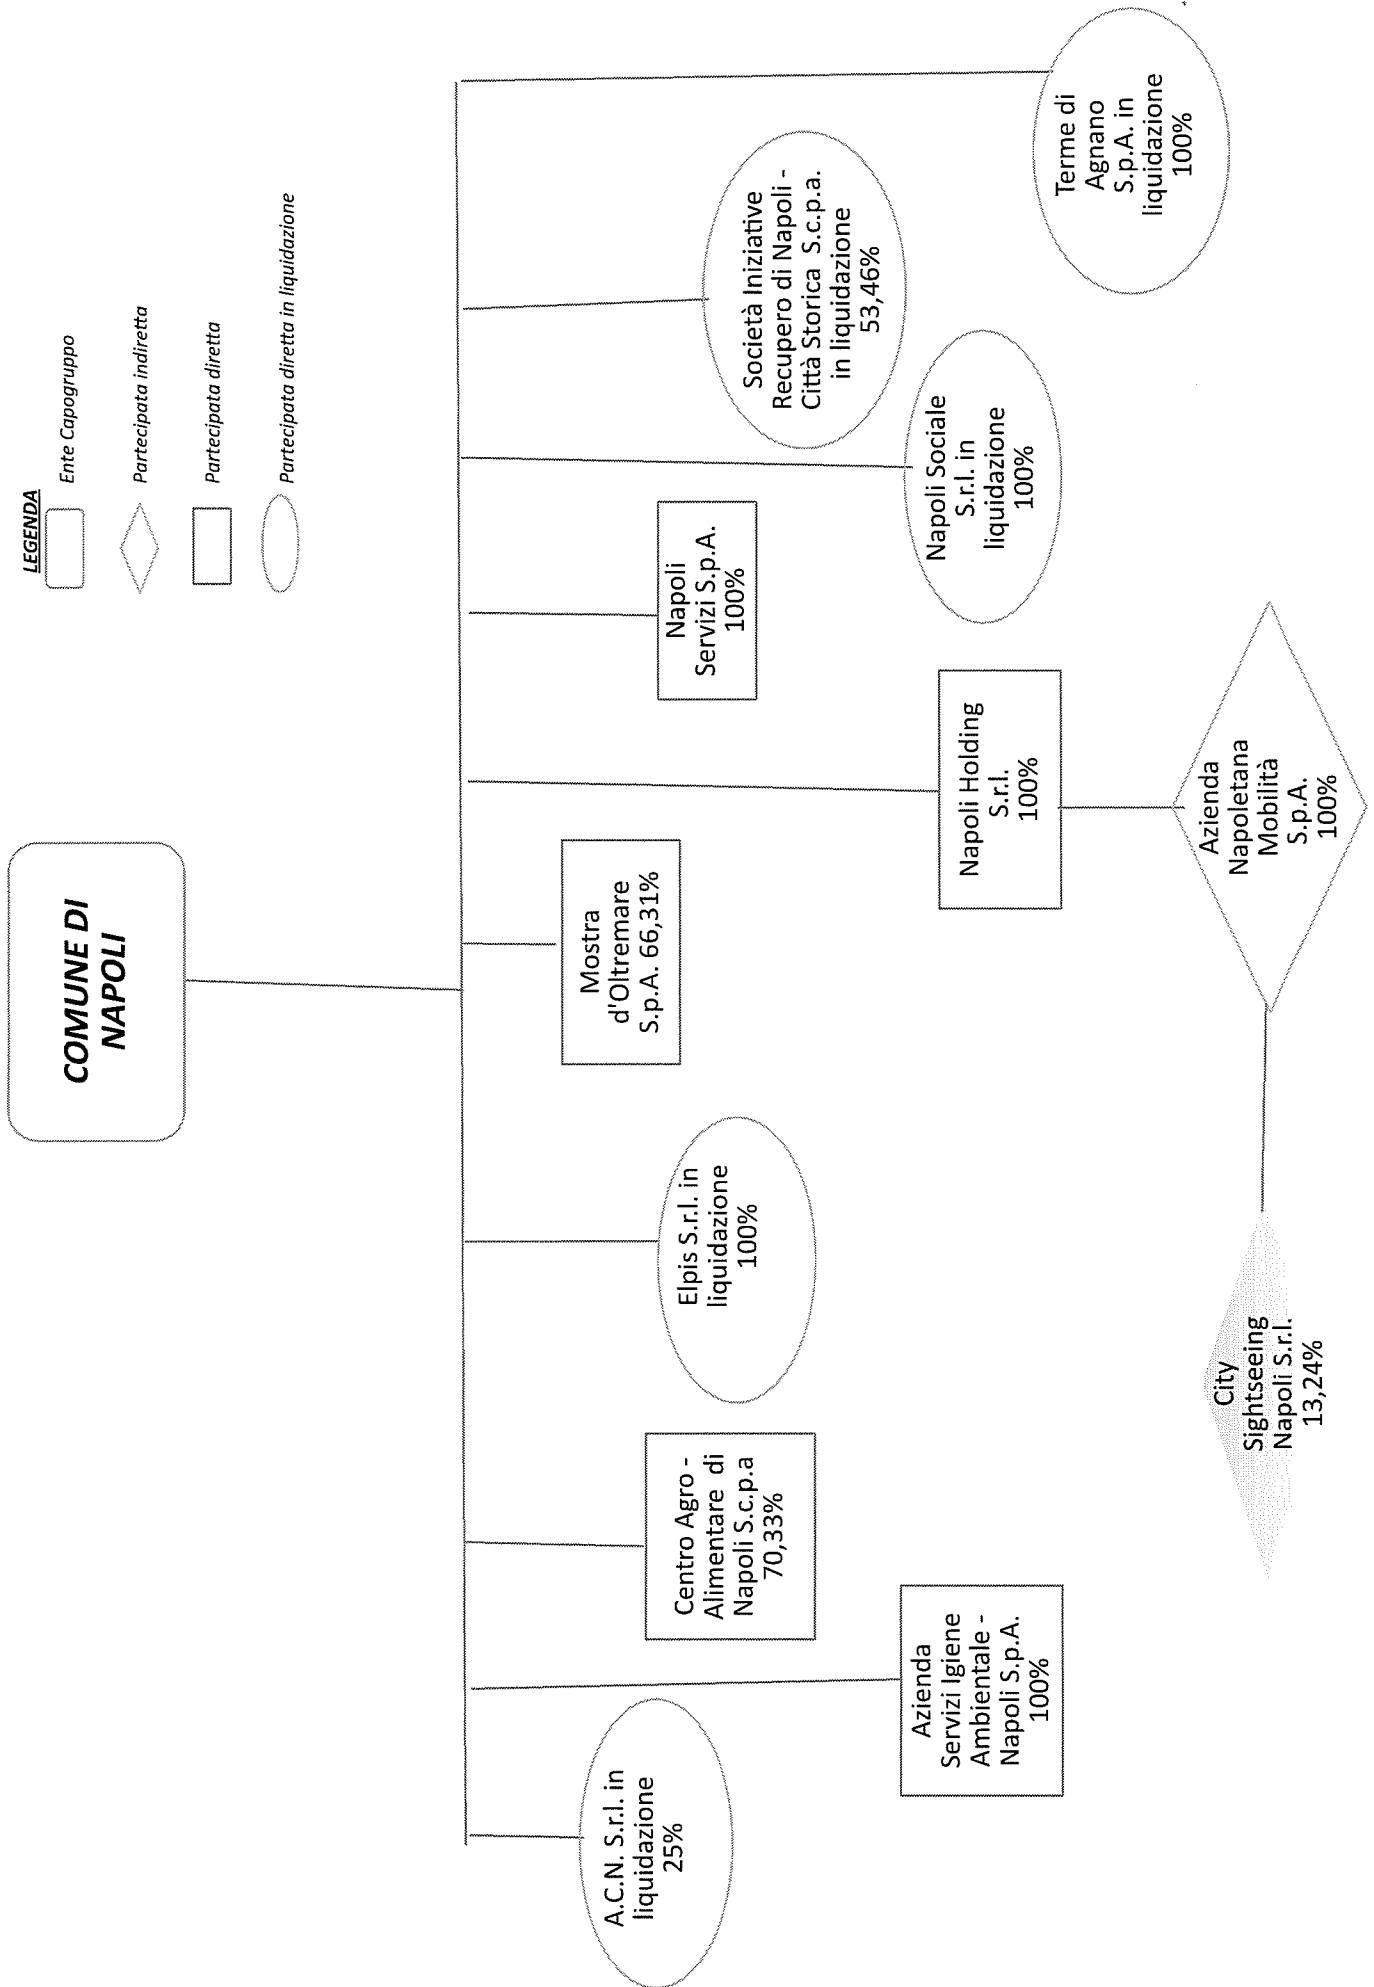 COMUNE DI
NAPOLI
LEGENDA
Ente Capogruppo
Partecipata indiretta
Partecipata diretta
Partecipata diretta in liquidazione
A.C.N. S.r.l. in
liquidazione
25%
Azienda
Servizi Igiene
Ambientale -
Napoli S.p.A.
100%
Centro Agro -
Alimentare di
Napoli S.c.p.a
70,33%
Elpis S.r.l. in
liquidazione
100%
Mostra
d'Oltremare
S.p.A. 66,31%
Napoli Holding
S.r.l.
100%
Napoli
Servizi S.p.A.
100%
Napoli Sociale
S.r.l. in
liquidazione
100%
Società Iniziative
Recupero di Napoli -
Città Storica S.c.p.a.
in liquidazione
53,46%
Terme di
Agnano
S.p.A. in
liquidazione
100%
City
Sightseeing
Napoli S.r.l.
13,24%
Azienda
Napoletana
Mobilità
S.p.A.
100%